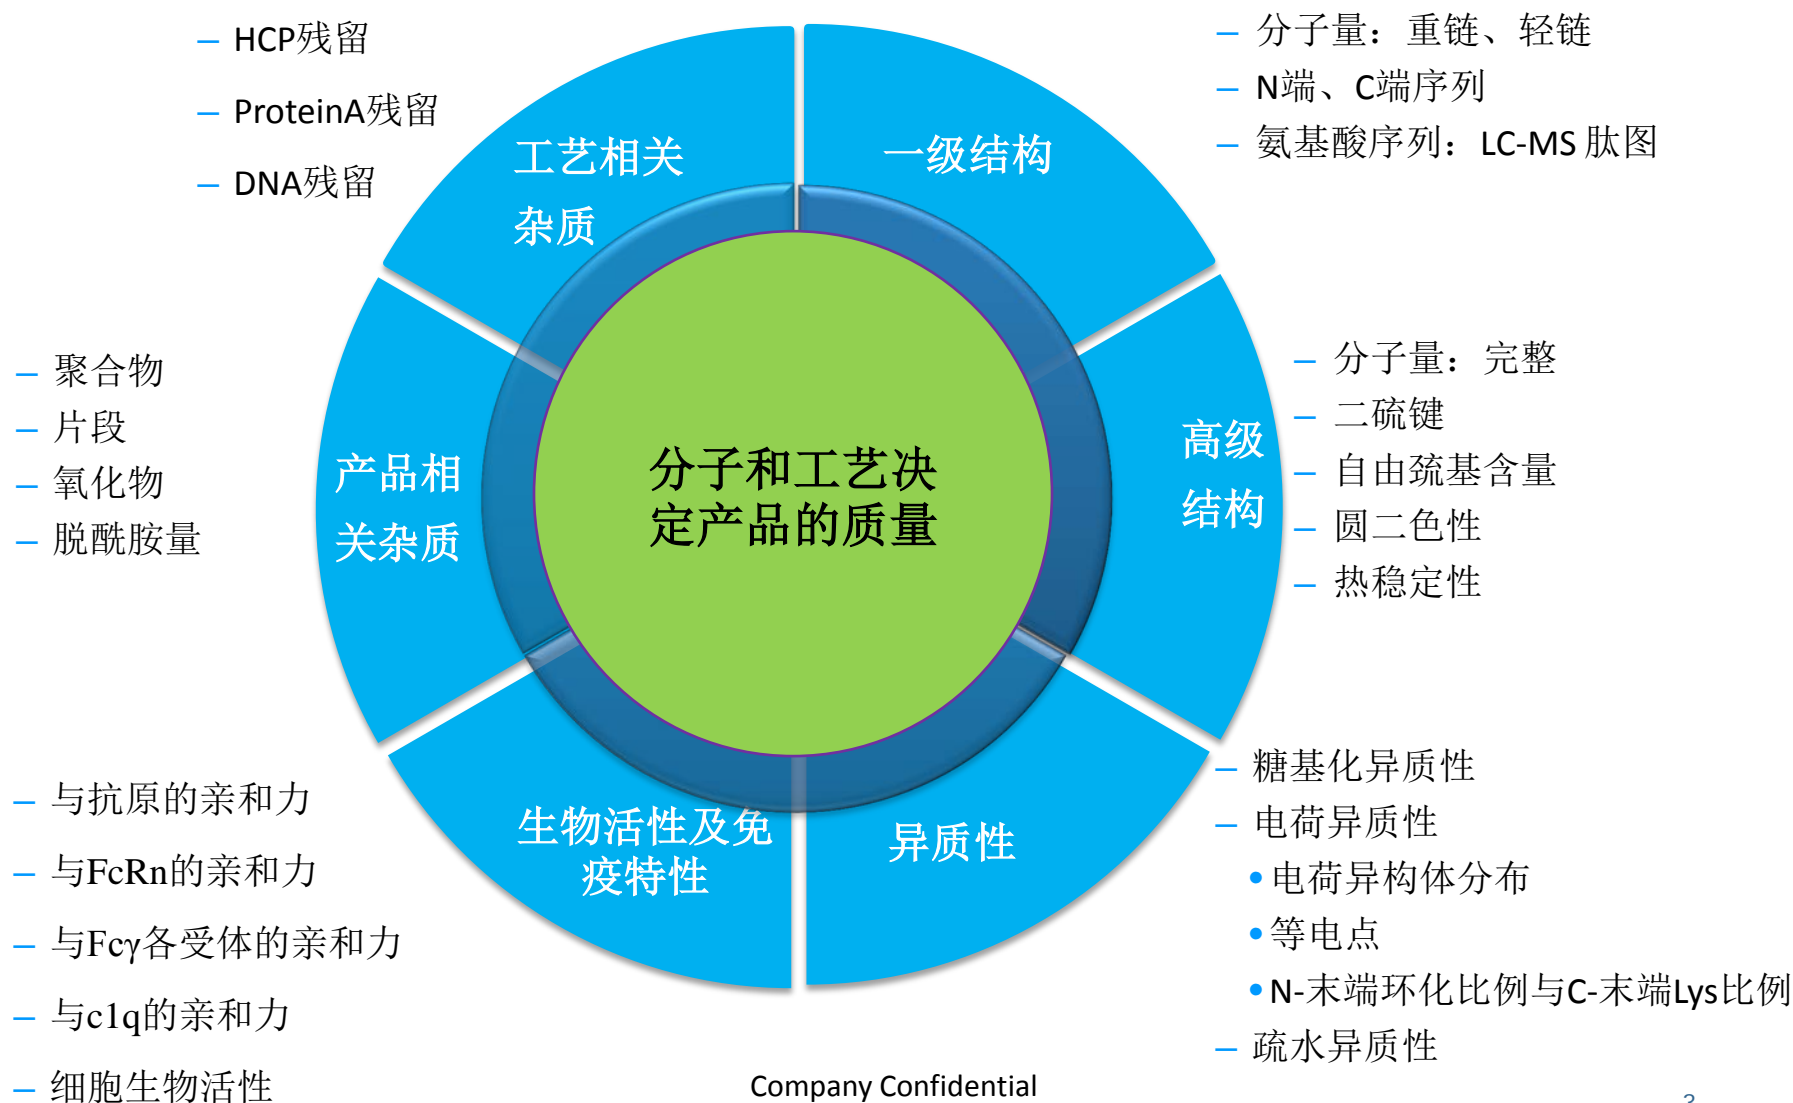 – HCP残留
– ProteinA残留
– DNA残留
工艺相关
杂质
一级结构
– 分子量：重链、轻链
– N端、C端序列
– 氨基酸序列：LC-MS 肽图
– 聚合物
– 片段
– 氧化物
– 脱酰胺量
产品相
关杂质
分子和工艺决
定产品的质量
高级
结构
– 分子量：完整
– 二硫键
– 自由巯基含量
– 圆二色性
– 热稳定性
– 与抗原的亲和力
– 与FcRn的亲和力
– 与Fcγ各受体的亲和力
– 与c1q的亲和力
– 细胞生物活性
生物活性及免
疫特性
异质性
– 糖基化异质性
– 电荷异质性
•电荷异构体分布
•等电点
•N-末端环化比例与C-末端Lys比例
– 疏水异质性
Company Confidential
3